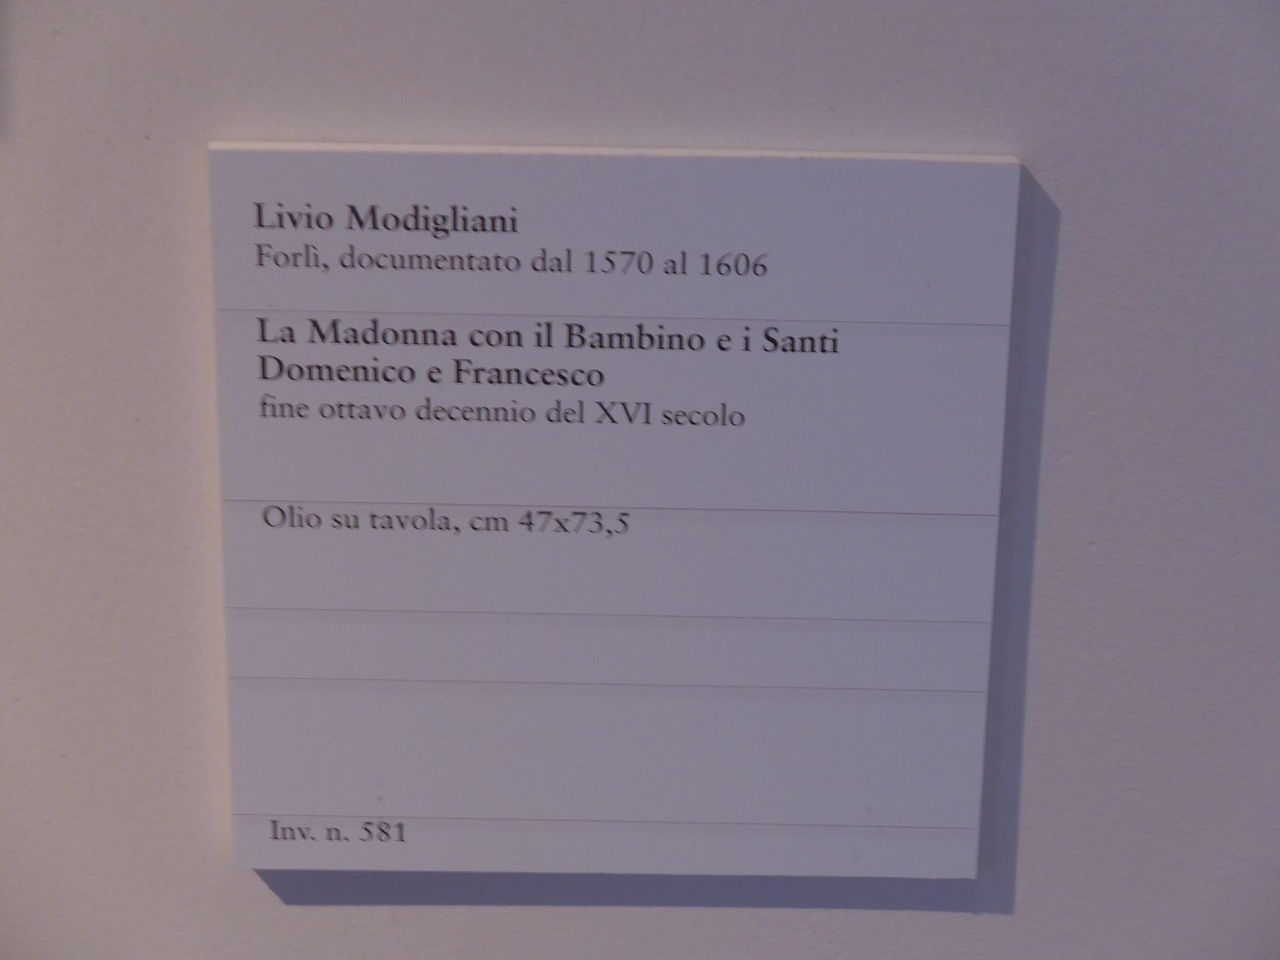 Livio Modigliani
Forlì, documentato dal 1570 al 1606
La Madonna con il Bambino e i Santi
Domenico e Francesco
fine ottavo decennio del XVI secolo
Olio su tavola, cm 47x73,5
Inv. n. 581